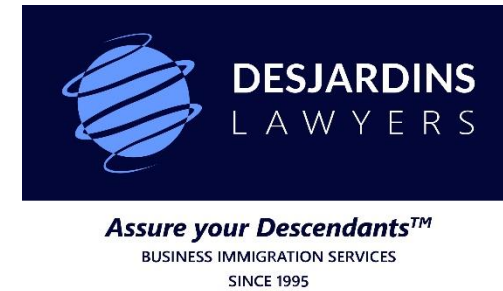 DESJARDINS
LAWYERS
Assure your Descendants™
BUSINESS IMMIGRATION SERVICES
SINCE 1995